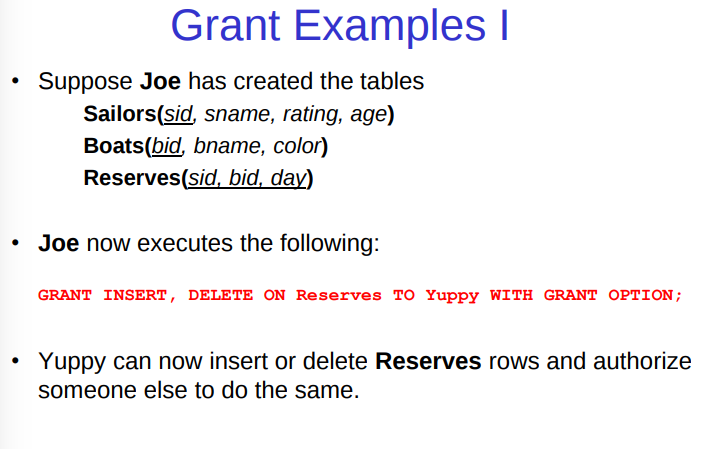 Grant Examples I
• Suppose Joe has created the tables
Sailors(sid, sname, rating, age)
Boats(bid, bname, color)
Reserves(sid, bid, day)
• Joe now executes the following:
GRANT INSERT, DELETE ON Reserves TO Yuppy WITH GRANT OPTION;
• Yuppy can now insert or delete Reserves rows and authorize
someone else to do the same.